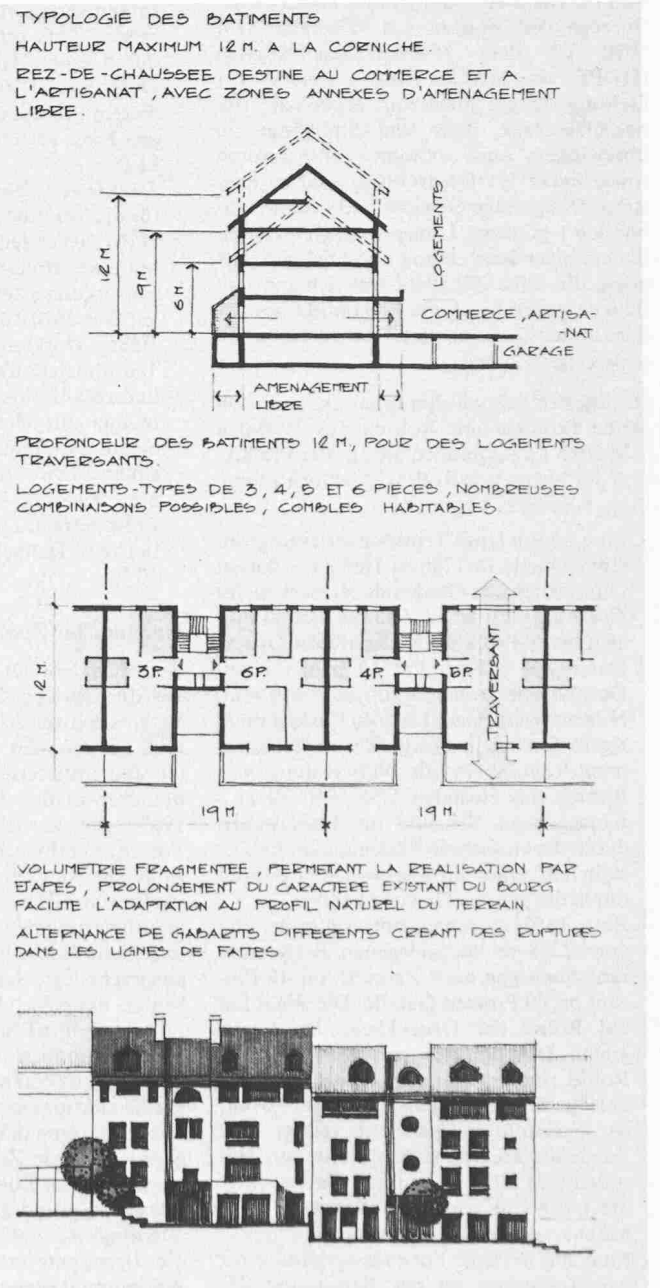 TYPOLOGIE DES BATIMENTS
HAUTEUR MAXIMUM 12 M. A LA CORNICHE.
REZ-DE-CHAUSSEE DESTINE AU COMMERCE ET A
L'ARTISANAT, AVEC ZONES ANNEXES D'AMENAGEMENT
LIBRE.
12 M
9 M
6 M
LOGEMENTS
COMMERCE, ARTISA-
-NAT
GARAGE
AMENAGEMENT
LIBRE
PROFONDEUR DES BATIMENTS 12 M, POUR DES LOGEMENTS
TRAVERSANTS.
LOGEMENTS-TYPES DE 3, 4, 5 ET 6 PIECES, NOMBREUSES
COMBINAISONS POSSIBLES, COMBLES HABITABLES
12 M.
3P. 6P. 4P. 5P.
TRAVERSANT
19 M 19 M.
VOLUMETRIE FRAGMENTEE, PERMETTANT LA REALISATION PAR
ETAPES, PROLONGEMENT DU CARACTERE EXISTANT DU BOURG
FACILITE L'ADAPTATION AU PROFIL NATUREL DU TERRAIN.
ALTERNANCE DE GABARITS DIFFERENTS CREANT DES RUPTURES
DANS LES LIGNES DE FAITES.